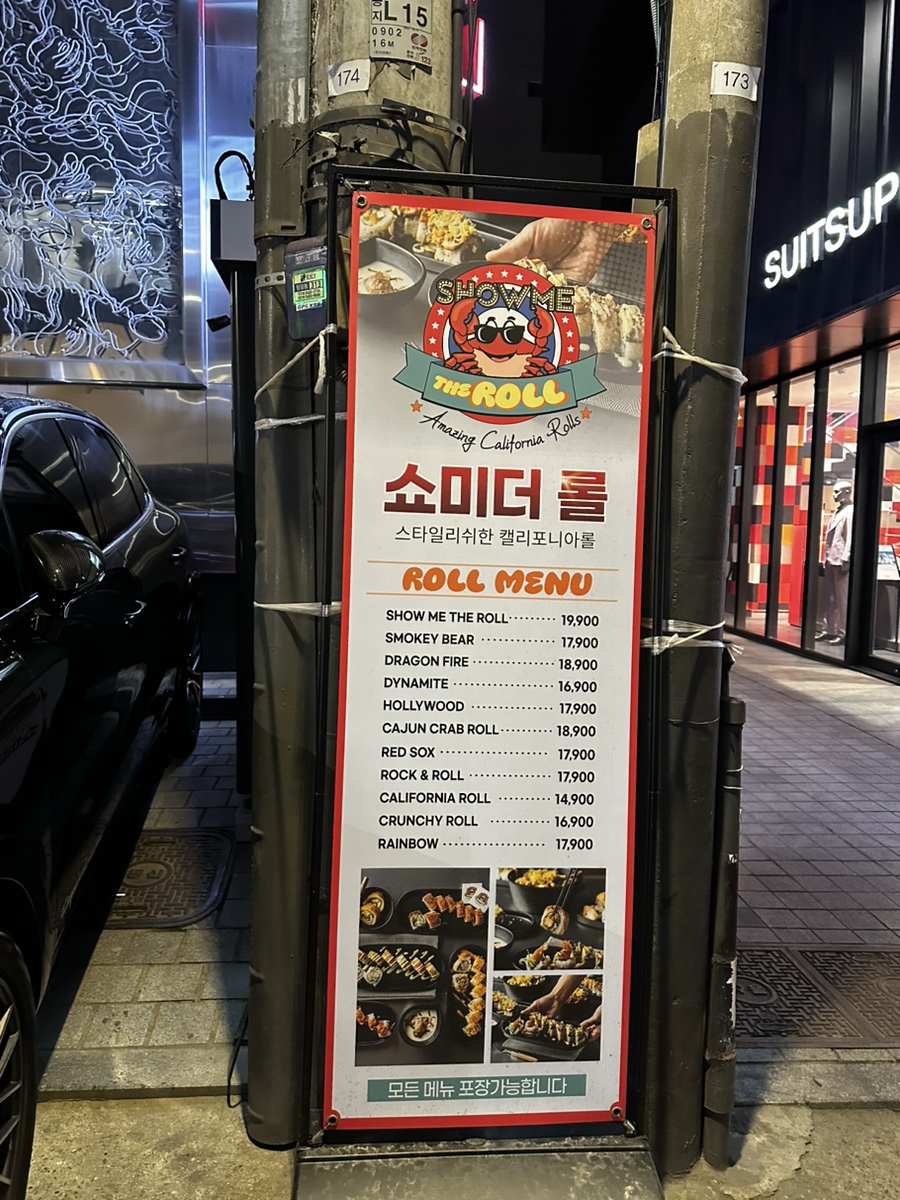 L 15
0902
16M
174
173
SUITSUP
SHOW ME
THE ROLL
Amazing California Rolls
쇼미더 롤
스타일리쉬한 캘리포니아롤
ROLL MENU
SHOW ME THE ROLL ········ 19,900
SMOKEY BEAR ············ 17,900
DRAGON FIRE ············· 18,900
DYNAMITE ················· 16,900
HOLLYWOOD ·············· 17,900
CAJUN CRAB ROLL ········ 18,900
RED SOX ··················· 17,900
ROCK & ROLL ·············· 17,900
CALIFORNIA ROLL ········· 14,900
CRUNCHY ROLL ··········· 16,900
RAINBOW ·················· 17,900
모든 메뉴 포장가능합니다